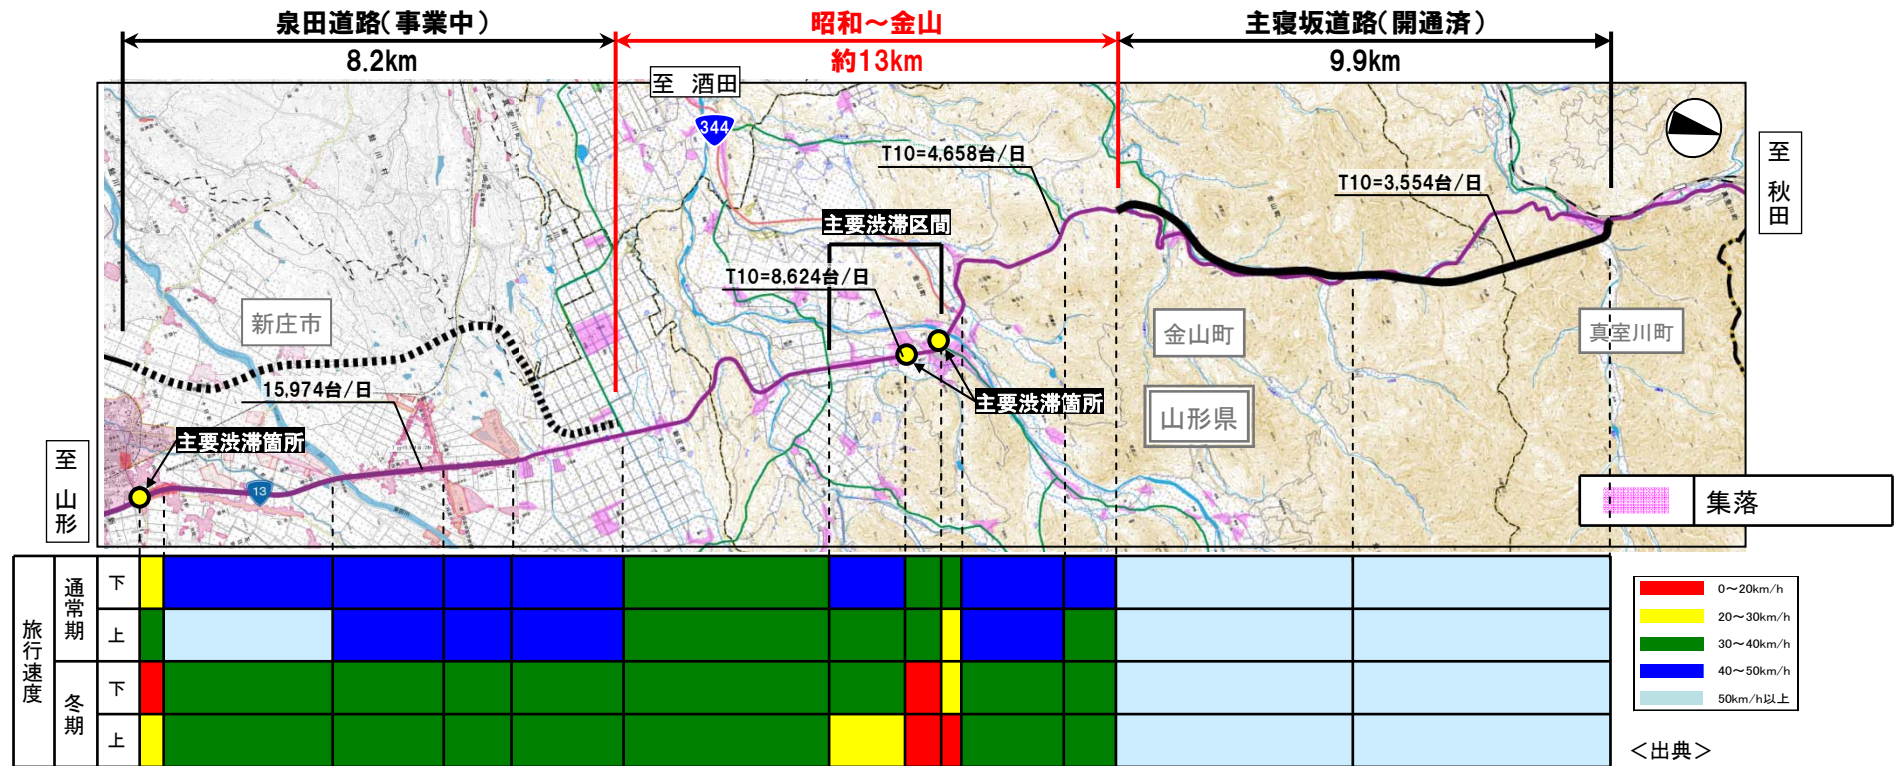 泉田道路(事業中)
昭和～金山
主寝坂道路(開通済)
8.2km
約13km
9.9km
至 酒田
344
T10=4,658台/日
T10=3,554台/日
至 秋田
主要渋滞区間
T10=8,624台/日
新庄市
金山町
真室川町
15,974台/日
主要渋滞箇所
山形県
主要渋滞箇所
至 山形
13
集落
旅行速度
通常期
下
上
冬期
下
上
0～20km/h
20～30km/h
30～40km/h
40～50km/h
50km/h以上
＜出典＞